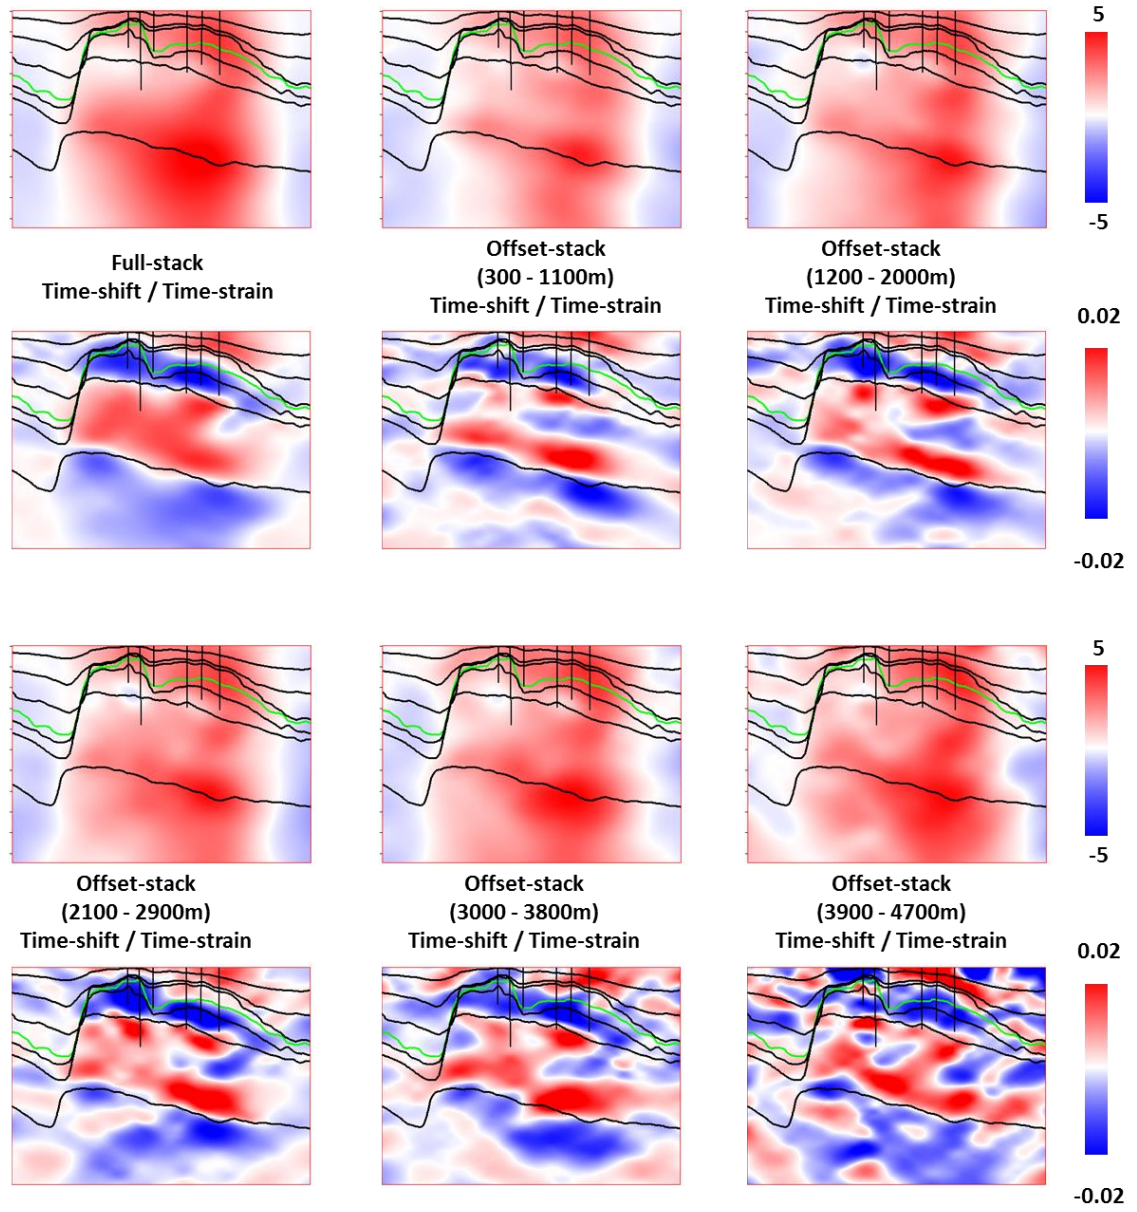 5
-5
Full-stack
Time-shift / Time-strain
Offset-stack
(300 - 1100m)
Time-shift / Time-strain
Offset-stack
(1200 - 2000m)
Time-shift / Time-strain
0.02
-0.02
5
-5
Offset-stack
(2100 - 2900m)
Time-shift / Time-strain
Offset-stack
(3000 - 3800m)
Time-shift / Time-strain
Offset-stack
(3900 - 4700m)
Time-shift / Time-strain
0.02
-0.02